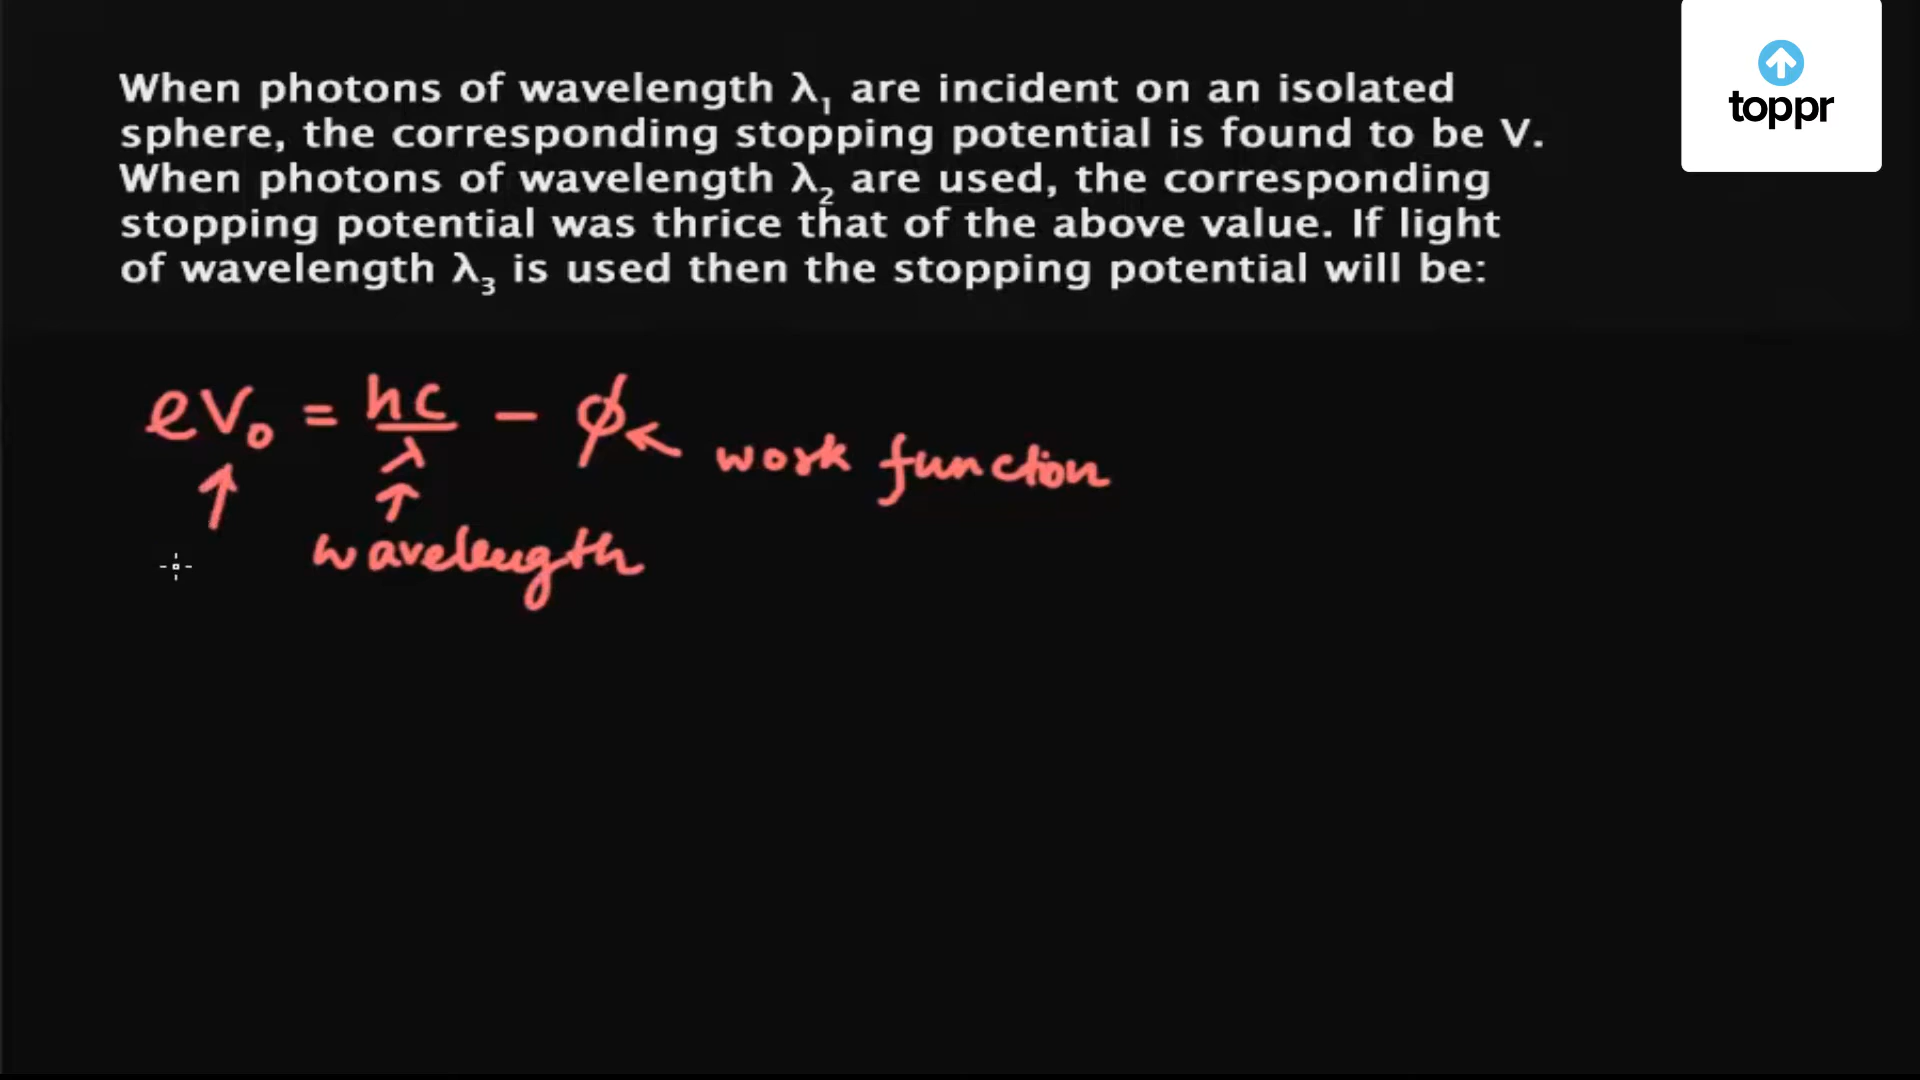 When photons of wavelength λ₁ are incident on an isolated
sphere, the corresponding stopping potential is found to be V.
When photons of wavelength λ₂ are used, the corresponding
stopping potential was thrice that of the above value. If light
of wavelength λ₃ is used then the stopping potential will be:
toppr
eV₀ = hc/λ - ϕ ← work function
↑ ↑
wavelength